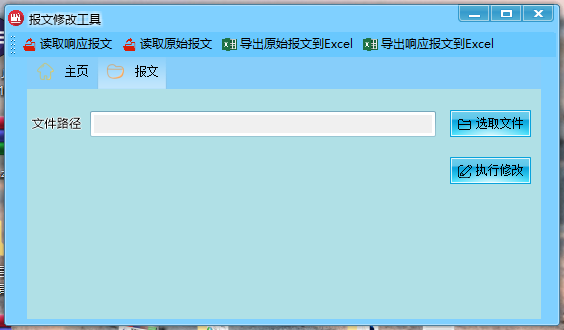 报文修改工具
读取响应报文 读取原始报文 导出原始报文到Excel 导出响应报文到Excel
主页 报文
文件路径 选取文件
执行修改